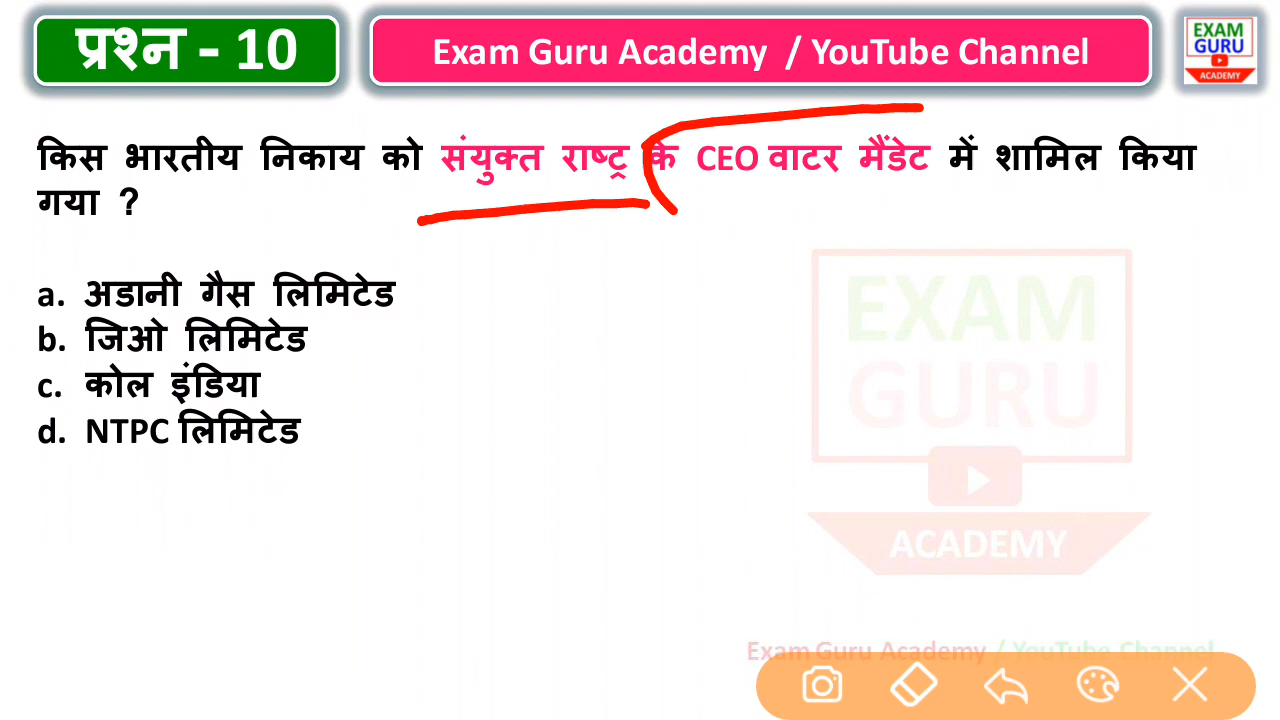 प्रश्न - 10
Exam Guru Academy / YouTube Channel
EXAM
GURU
ACADEMY
किस भारतीय निकाय को संयुक्त राष्ट्र के CEO वाटर मैंडेट में शामिल किया
गया ?
a. अडानी गैस लिमिटेड
b. जिओ लिमिटेड
c. कोल इंडिया
d. NTPC लिमिटेड
EXAM
GURU
ACADEMY
Exam Guru Academy / YouTube Channel